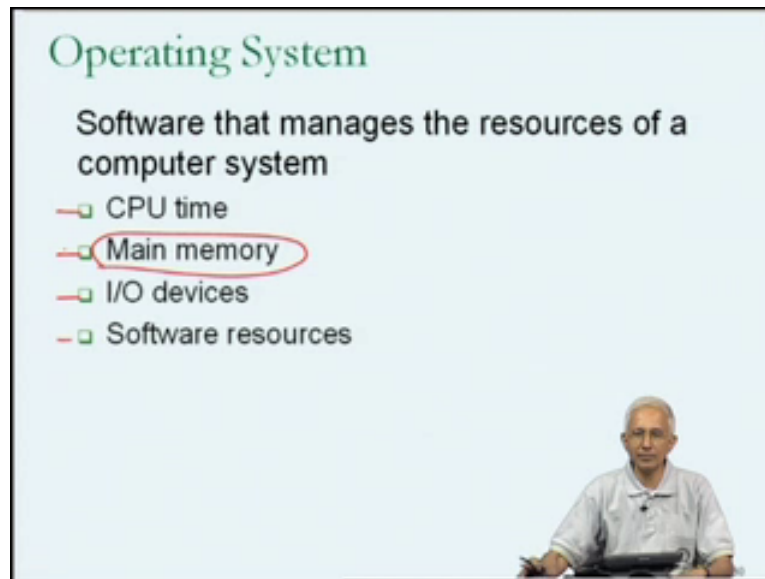 Operating System
Software that manages the resources of a
computer system
CPU time
Main memory
I/O devices
Software resources